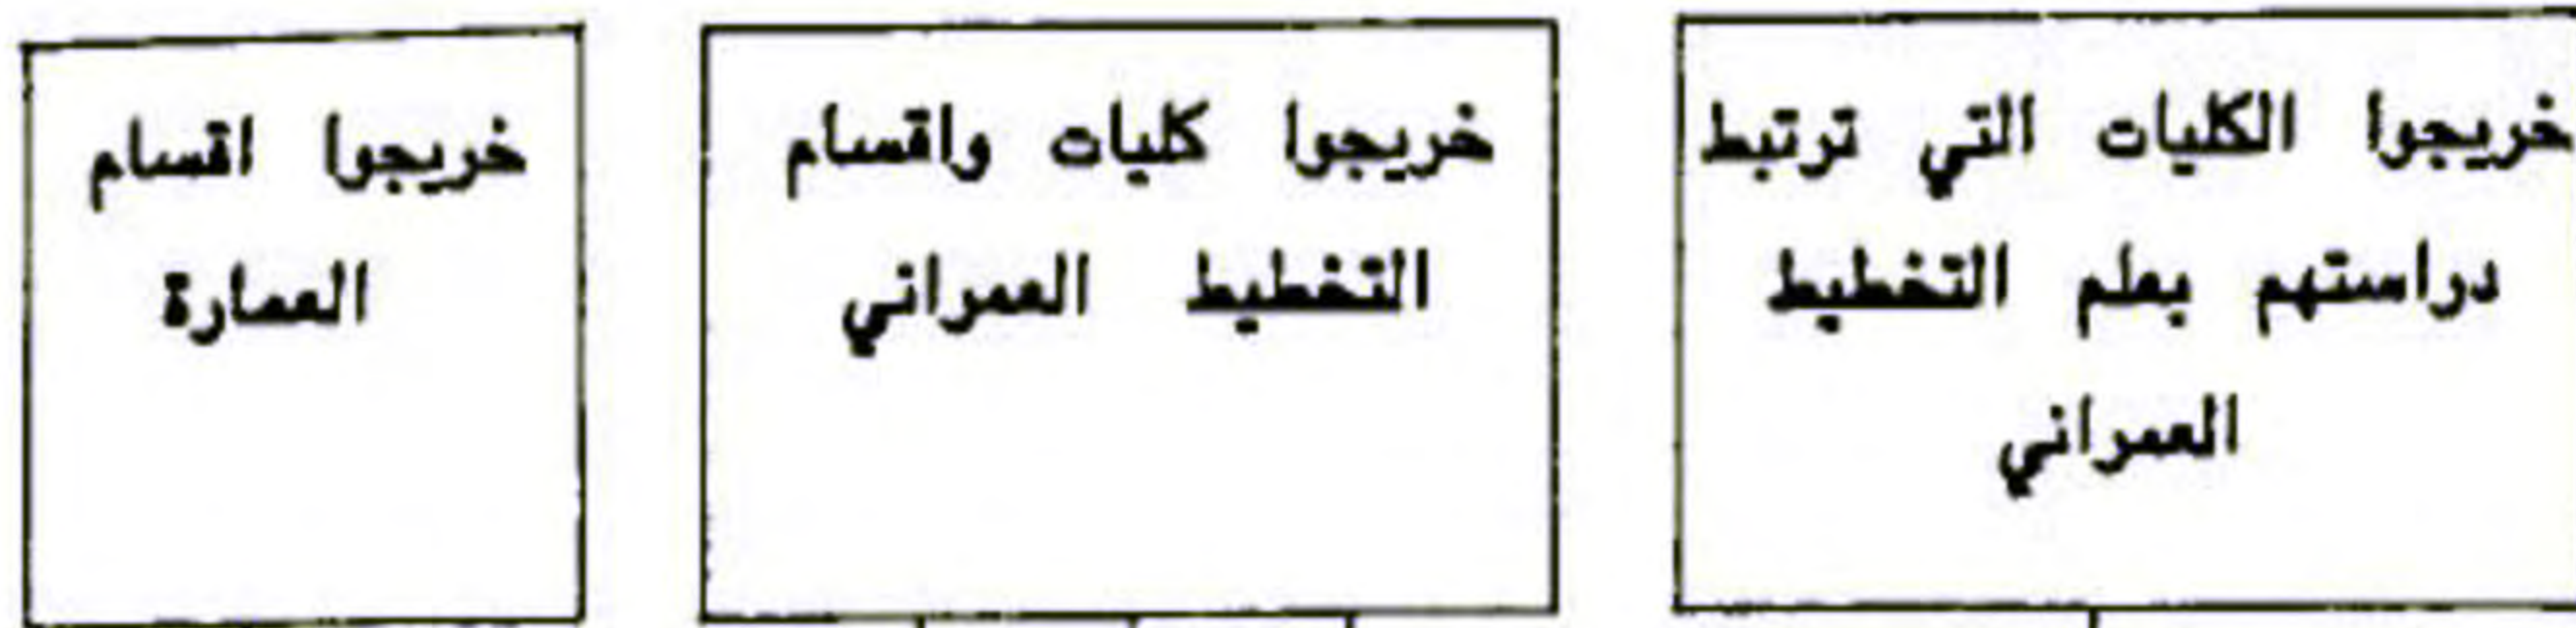 خريجوا الكليات التي ترتبط
دراستهم بعلم التخطيط
العمراني
خريجوا كليات واقسام
التخطيط العمراني
خريجوا اقسام
العمارة